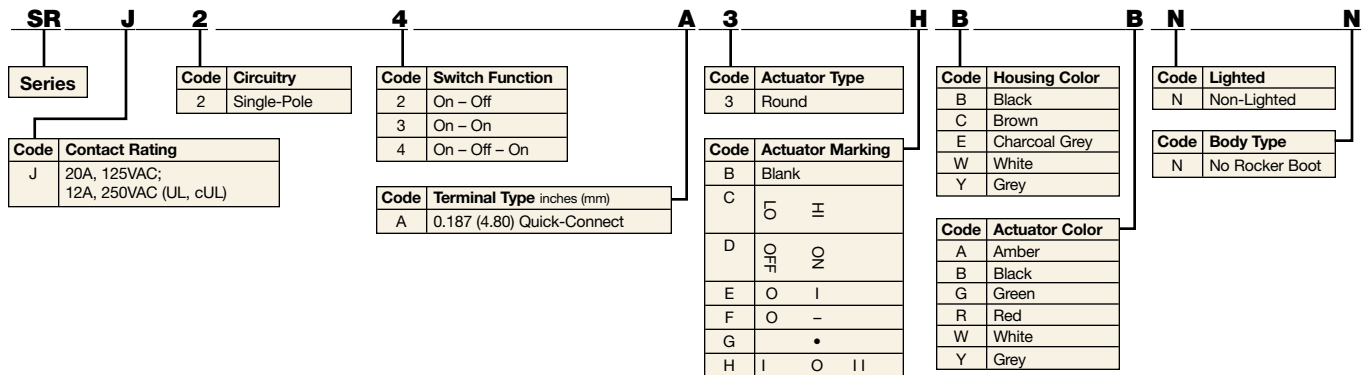 SR J 2 4 A 3 H B B N N
Series
Code Circuitry
2 Single-Pole
Code Switch Function
2 On – Off
3 On – On
4 On – Off – On
Code Actuator Type
3 Round
Code Housing Color
B Black
C Brown
E Charcoal Grey
W White
Y Grey
Code Lighted
N Non-Lighted
Code Contact Rating
J 20A, 125VAC;
12A, 250VAC (UL, cUL)
Code Terminal Type inches (mm)
A 0.187 (4.80) Quick-Connect
Code Actuator Marking
B Blank
C LO HI
D OFF ON
E O I
F O –
G •
H I O I I
Code Actuator Color
A Amber
B Black
G Green
R Red
W White
Y Grey
Code Body Type
N No Rocker Boot